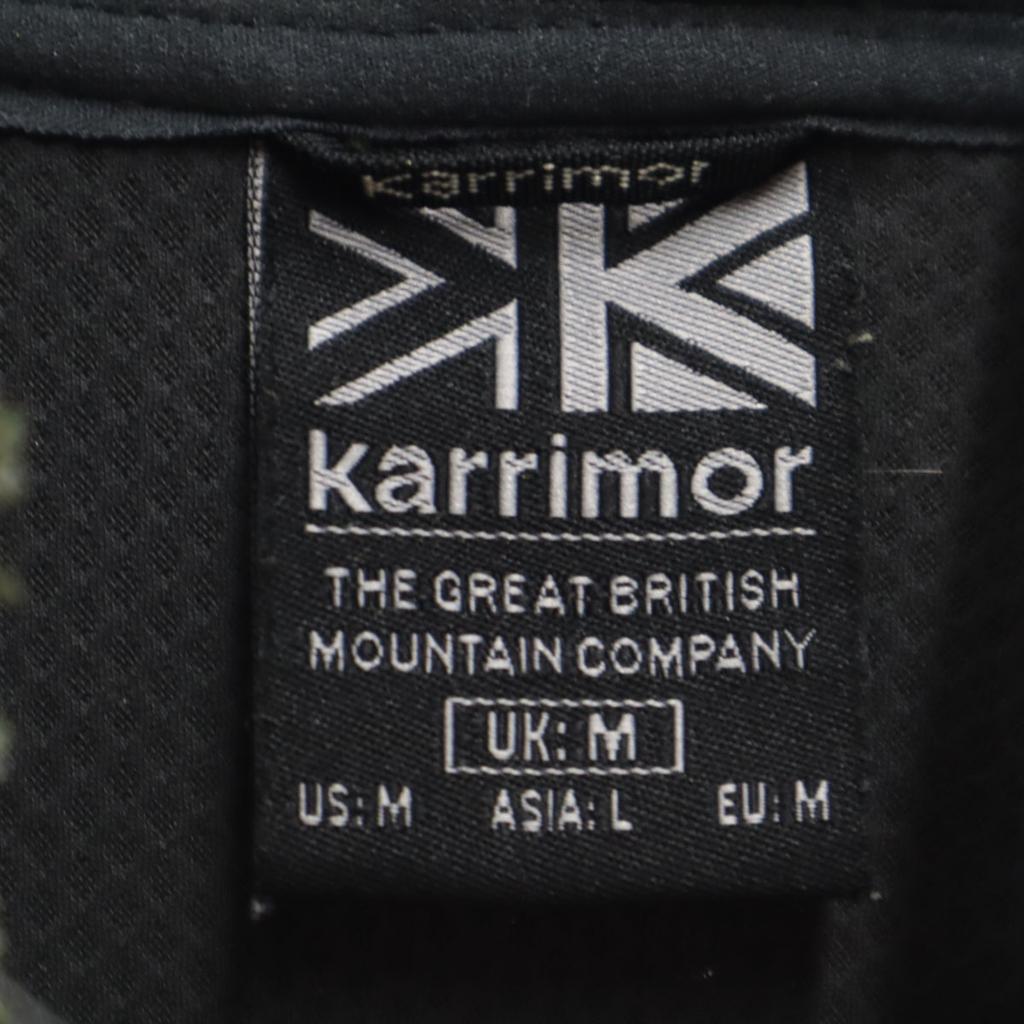 Karrimor
karrimor
THE GREAT BRITISH
MOUNTAIN COMPANY
UK: M
US: M ASIA: L EU: M